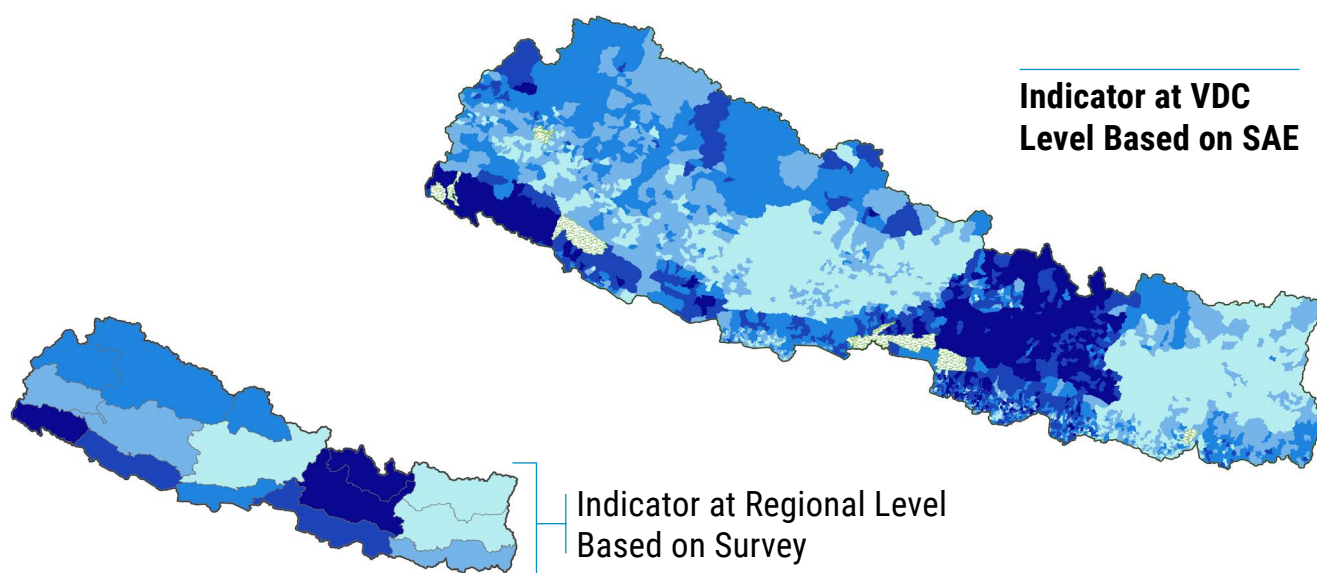 Indicator at VDC
Level Based on SAE
Indicator at Regional Level
Based on Survey